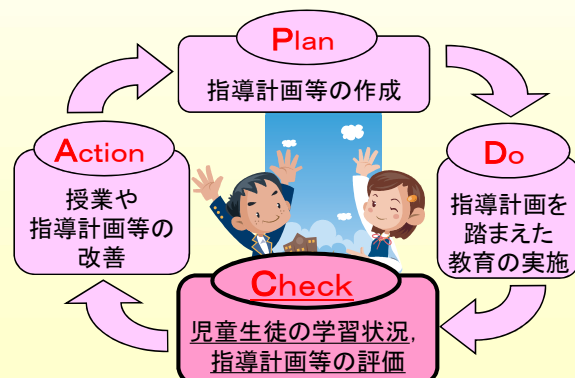 Plan
指導計画等の作成
Do
指導計画を
踏まえた
教育の実施
Check
児童生徒の学習状況,
指導計画等の評価
Action
授業や
指導計画等の
改善